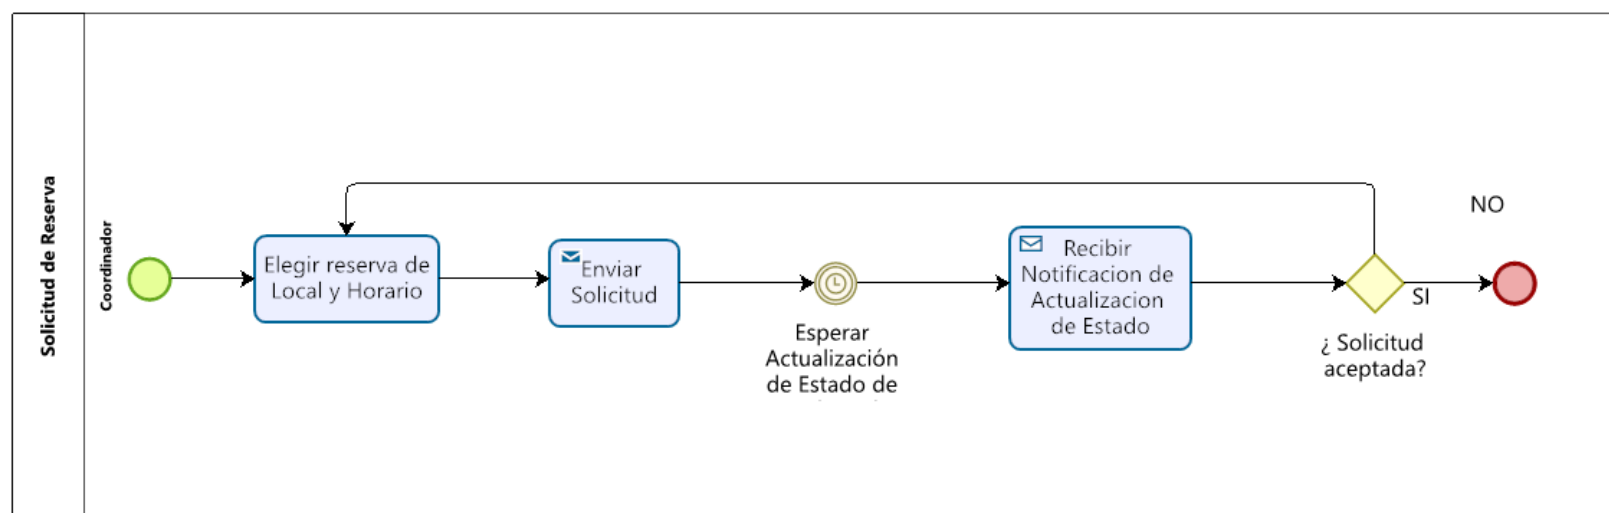 Solicitud de Reserva
Coordinador
Elegir reserva de
Local y Horario
Enviar
Solicitud
Esperar
Actualización
de Estado de
Recibir
Notificacion de
Actualizacion
de Estado
¿ Solicitud
aceptada?
NO
SI